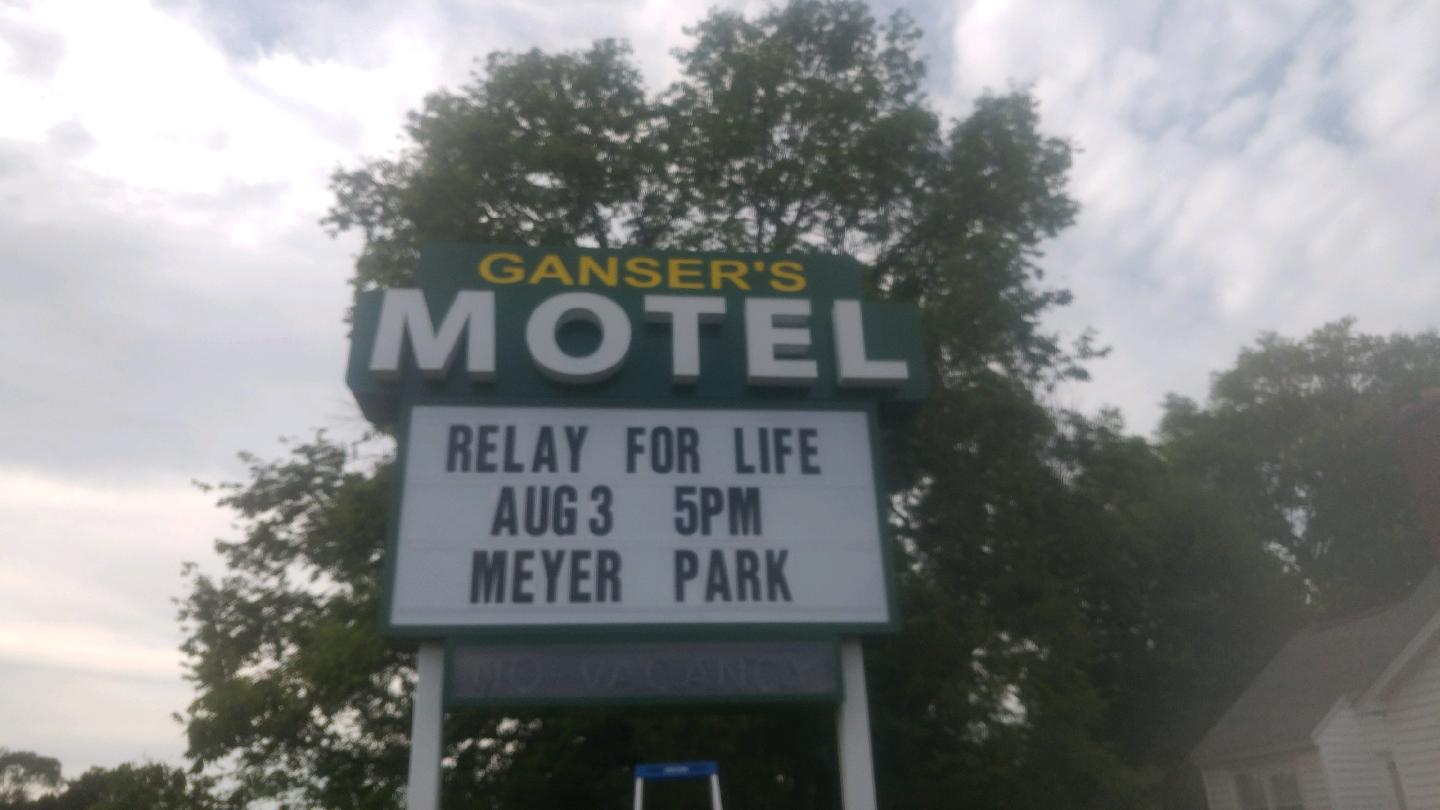 GANSER'S
MOTEL
RELAY FOR LIFE
AUG 3 5PM
MEYER PARK
NO VACANCY